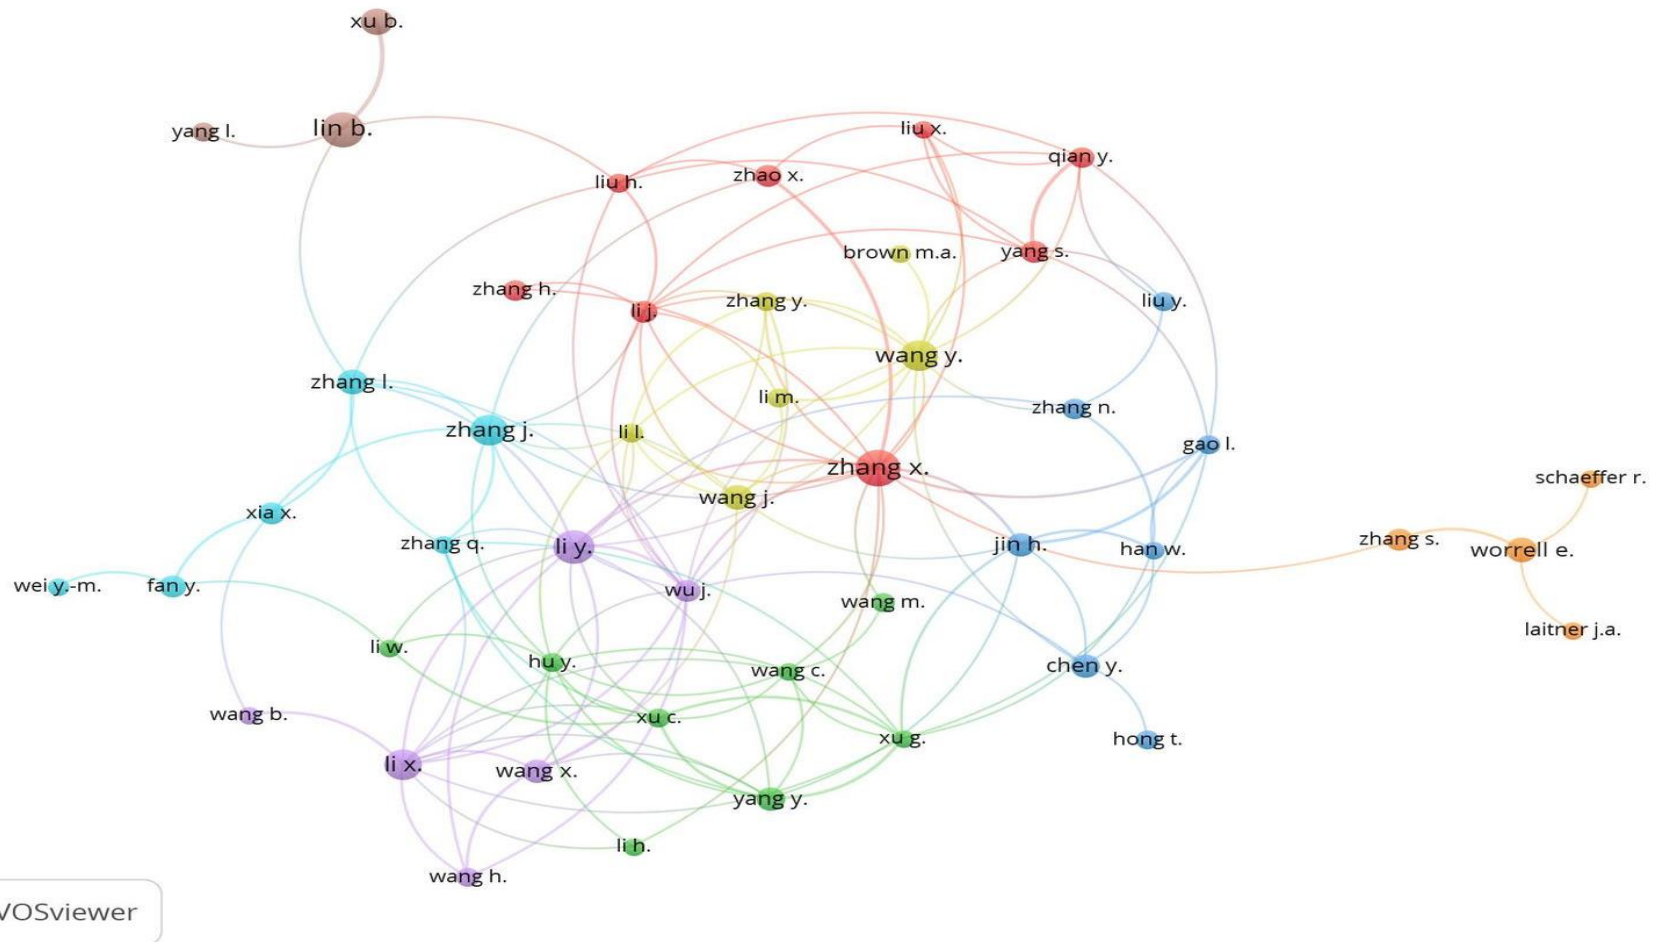 xu b.
yang l.
lin b.
liu x.
qian y.
liu h.
zhao x.
brown m.a.
yang s.
zhang h.
li j.
zhang y.
liu y.
wang y.
zhang l.
li m.
zhang n.
zhang j.
li l.
gao l.
zhang x.
schaeffer r.
wang j.
xia x.
zhang q.
li y.
jin h.
han w.
zhang s.
worrell e.
wei y.-m.
fan y.
wu j.
wang m.
laitner j.a.
li w.
hu y.
wang c.
chen y.
wang b.
xu c.
xu g.
hong t.
li x.
wang x.
yang y.
li h.
wang h.
VOSviewer